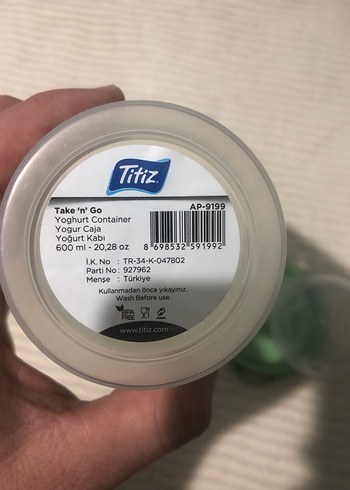 Titiz®
Take 'n' Go
AP-9199
Yoghurt Container
Yogur Caja
Yoğurt Kabı
600 ml - 20,28 oz
8 698532 591992
İ.K. No : TR-34-K-047802
Parti No : 927962
Menşe : Türkiye
Kullanmadan önce yıkayınız.
Wash Before use.
BPA
FREE
www.titiz.com